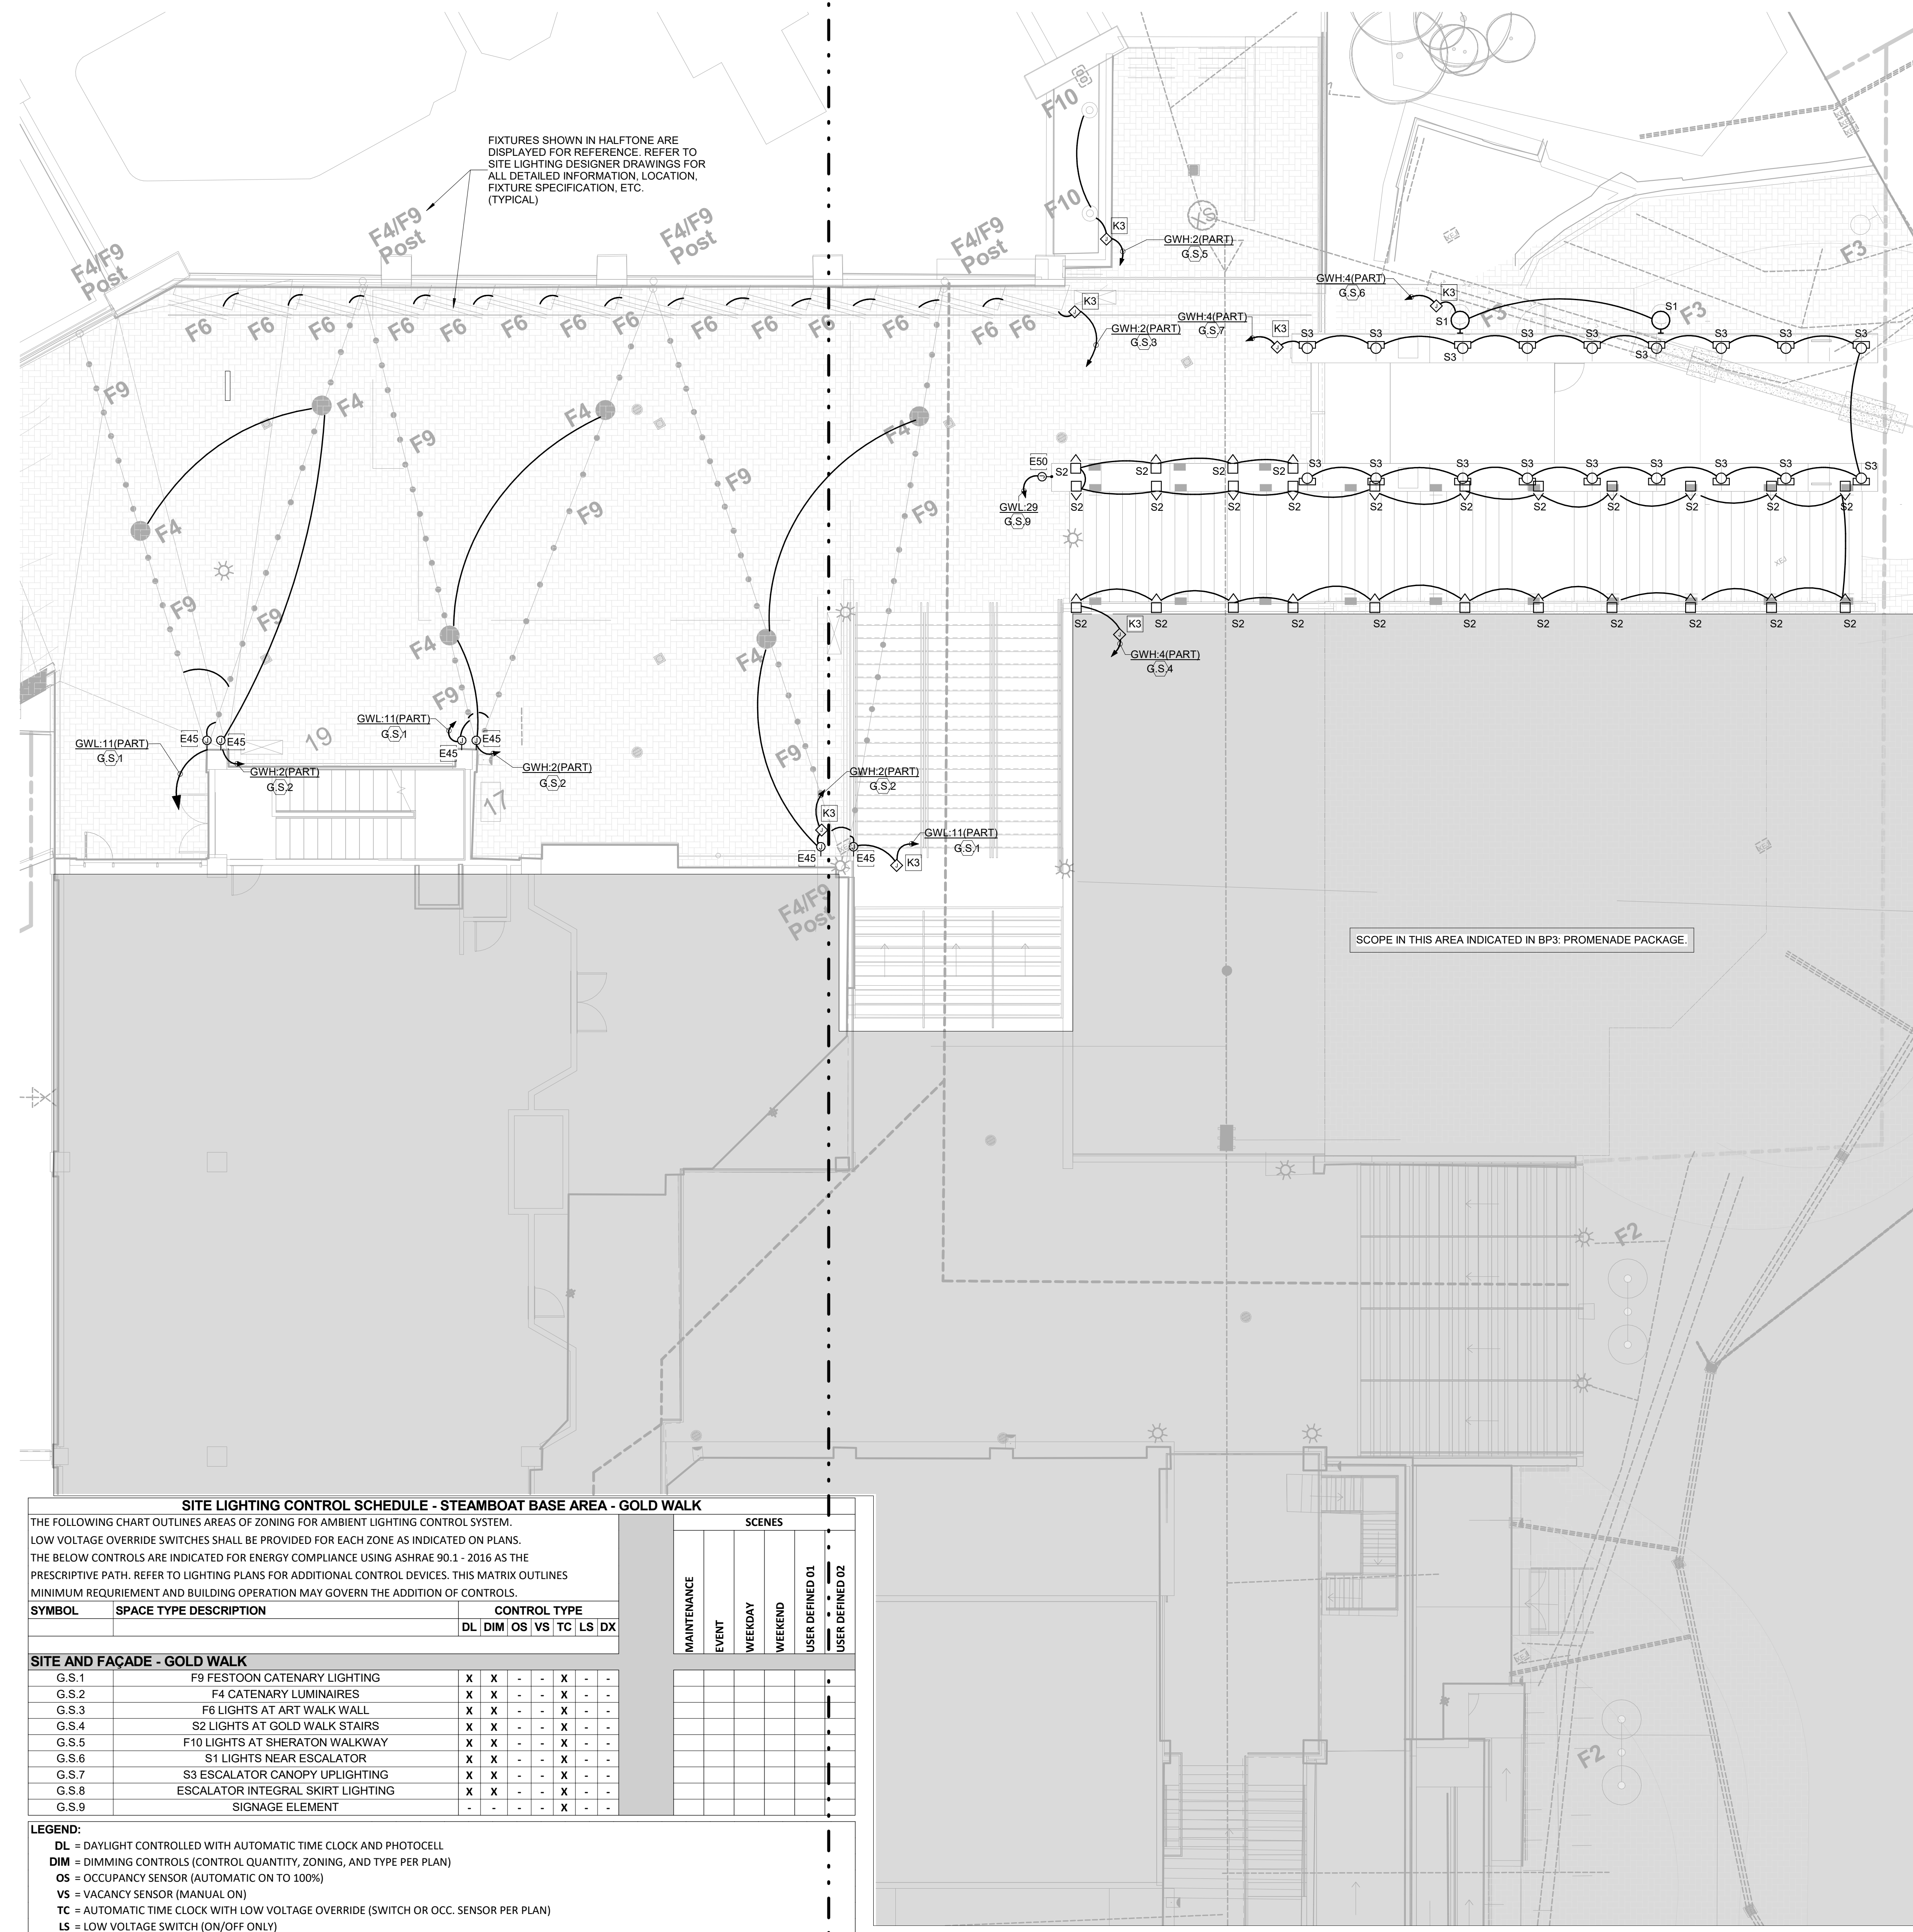 FIXTURES SHOWN IN HALFTONE ARE
DISPLAYED FOR REFERENCE. REFER TO
SITE LIGHTING DESIGNER DRAWINGS FOR
ALL DETAILED INFORMATION, LOCATION,
FIXTURE SPECIFICATION, ETC.
(TYPICAL)
F10
F10
K3
GWH:2(PART)
G.S.5
XS
F4/F9
Post
F4/F9
Post
F4/F9
Post
F4/F9
Post
F3
F3
F3
GWH:4(PART)
G.S.6
K3
S1
S1
F6 F6 F6 F6 F6 F6 F6 F6 F6 F6 F6 F6 F6 F6
K3
GWH:2(PART)
G.S.3
GWH:4(PART)
G.S.7
K3
S3 S3 S3 S3 S3 S3 S3 S3 S3
F9
F4
F9
F4
F4
F9
F9
F9
F4
F9
F9
F4
F4
F9
F9
E50
GWL:29
G.S.9
S2 S2 S2 S2 S3 S3 S3 S3 S3 S3 S3 S3 S3
S2 S2 S2 S2 S2 S2 S2 S2 S2 S2 S2
S2 K3 S2 S2 S2 S2 S2 S2 S2 S2 S2 S2
GWH:4(PART)
G.S.4
GWL:11(PART)
G.S.1
E45
E45
GWH:2(PART)
G.S.2
19
GWL:11(PART)
G.S.1
E45
E45
GWH:2(PART)
G.S.2
17
GWH:2(PART)
G.S.2
K3
GWL:11(PART)
G.S.1
E45
E45
K3
F4/F9
Post
SCOPE IN THIS AREA INDICATED IN BP3: PROMENADE PACKAGE.
F2
F2
SITE LIGHTING CONTROL SCHEDULE - STEAMBOAT BASE AREA - GOLD WALK
THE FOLLOWING CHART OUTLINES AREAS OF ZONING FOR AMBIENT LIGHTING CONTROL SYSTEM.
LOW VOLTAGE OVERRIDE SWITCHES SHALL BE PROVIDED FOR EACH ZONE AS INDICATED ON PLANS.
THE BELOW CONTROLS ARE INDICATED FOR ENERGY COMPLIANCE USING ASHRAE 90.1 - 2016 AS THE
PRESCRIPTIVE PATH. REFER TO LIGHTING PLANS FOR ADDITIONAL CONTROL DEVICES. THIS MATRIX OUTLINES
MINIMUM REQURIEMENT AND BUILDING OPERATION MAY GOVERN THE ADDITION OF CONTROLS.
SCENES
MAINTENANCE
EVENT
WEEKDAY
WEEKEND
USER DEFINED 01
USER DEFINED 02
SYMBOL SPACE TYPE DESCRIPTION CONTROL TYPE
DL DIM OS VS TC LS DX
SITE AND FAÇADE - GOLD WALK
G.S.1 F9 FESTOON CATENARY LIGHTING X X - - X - -
G.S.2 F4 CATENARY LUMINAIRES X X - - X - -
G.S.3 F6 LIGHTS AT ART WALK WALL X X - - X - -
G.S.4 S2 LIGHTS AT GOLD WALK STAIRS X X - - X - -
G.S.5 F10 LIGHTS AT SHERATON WALKWAY X X - - X - -
G.S.6 S1 LIGHTS NEAR ESCALATOR X X - - X - -
G.S.7 S3 ESCALATOR CANOPY UPLIGHTING X X - - X - -
G.S.8 ESCALATOR INTEGRAL SKIRT LIGHTING X X - - X - -
G.S.9 SIGNAGE ELEMENT - - - - X - -
LEGEND:
DL = DAYLIGHT CONTROLLED WITH AUTOMATIC TIME CLOCK AND PHOTOCELL
DIM = DIMMING CONTROLS (CONTROL QUANTITY, ZONING, AND TYPE PER PLAN)
OS = OCCUPANCY SENSOR (AUTOMATIC ON TO 100%)
VS = VACANCY SENSOR (MANUAL ON)
TC = AUTOMATIC TIME CLOCK WITH LOW VOLTAGE OVERRIDE (SWITCH OR OCC. SENSOR PER PLAN)
LS = LOW VOLTAGE SWITCH (ON/OFF ONLY)